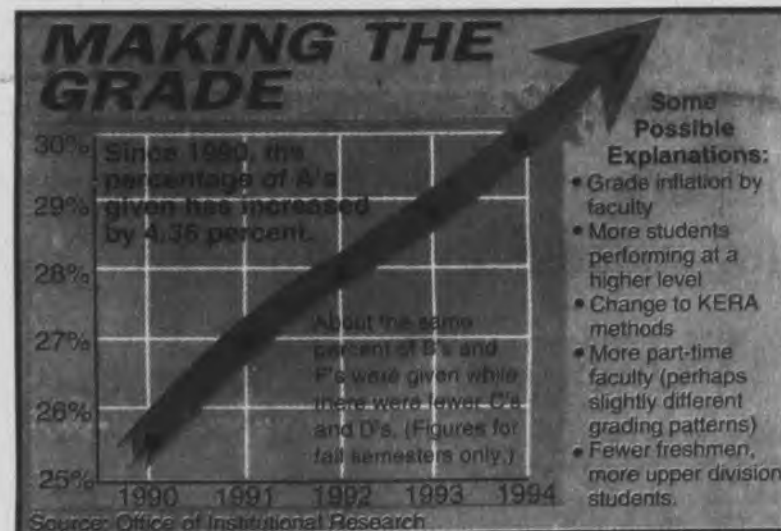 MAKING THE
GRADE
Since 1990, the
percentage of A's
given has increased
by 4.36 percent.
30%
29%
28%
27%
26%
25%
About the same
percent of B's and
F's were given while
there were fewer C's
and D's. (Figures for
fall semesters only.)
1990 1991 1992 1993 1994
Source: Office of Institutional Research
Some
Possible
Explanations:
• Grade inflation by
faculty
• More students
performing at a
higher level
• Change to KERA
methods
• More part-time
faculty (perhaps
slightly different
grading patterns)
• Fewer freshmen,
more upper division
students.